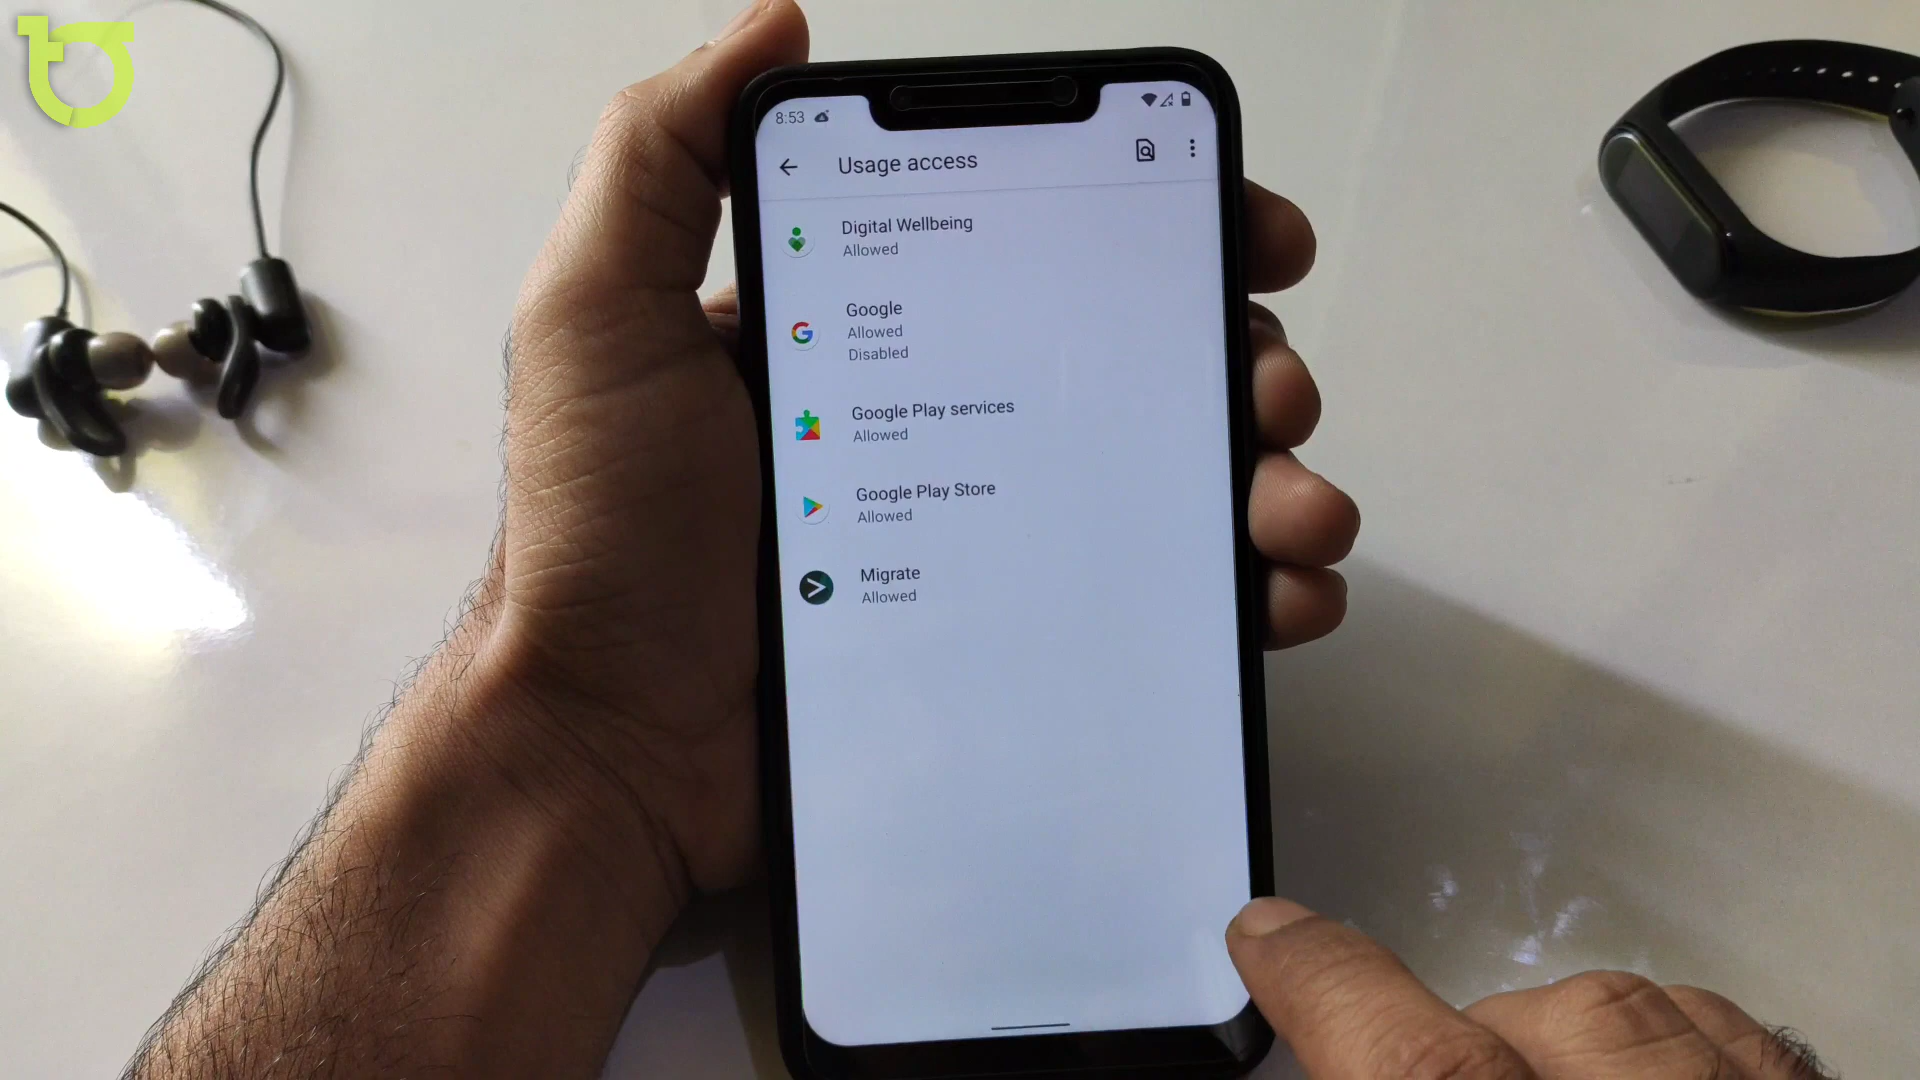 8:53
Usage access
Digital Wellbeing
Allowed
Google
Allowed
Disabled
Google Play services
Allowed
Google Play Store
Allowed
Migrate
Allowed